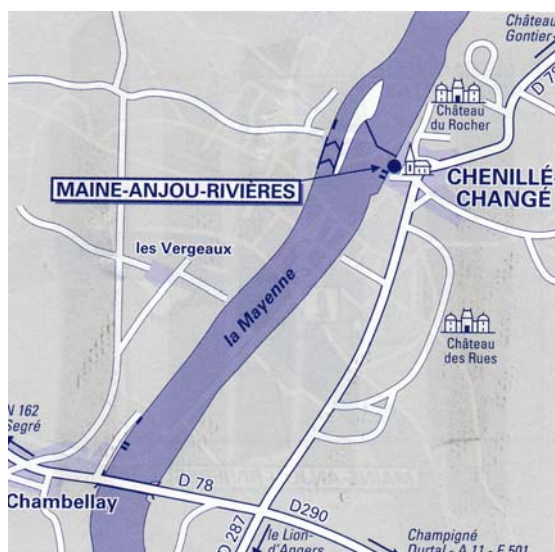 Château
Gontier
D 78
Château
du Rocher
MAINE-ANJOU-RIVIÈRES
CHENILLÉ-
CHANGÉ
les Vergeaux
la Mayenne
Château
des Rues
N 162
Segré
D 78
Chambellay
D290
D 287
le Lion-
d'Angers
Champigné
Durtal - A 11 - F 501